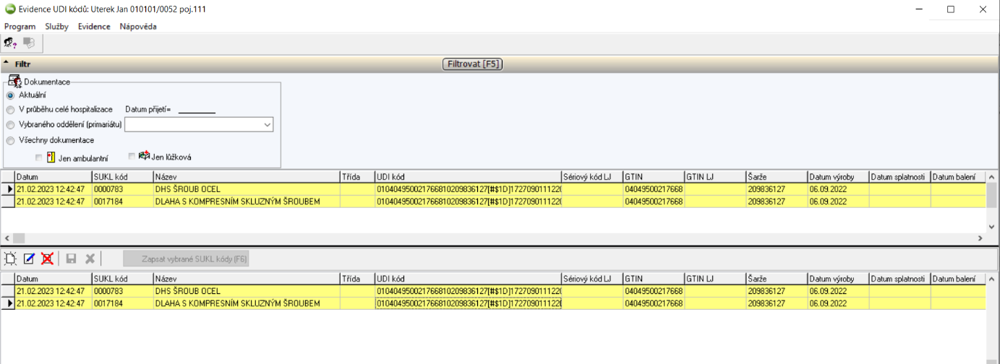 Evidence UDI kódů: Uterek Jan 010101/0052 poj.111
Program Služby Evidence Nápověda
Filtr Filtrovat [F5]
Dokumentace
Aktuální
V průběhu celé hospitalizace Datum přijetí=
Vybraného oddělení (primariátu)
Všechny dokumentace
Jen ambulantní Jen lůžková
Datum SUKL kód Název Třída UDI kód Sériový kód LJ GTIN GTIN LJ Šarže Datum výroby Datum splatnosti Datum balení
21.02.2023 12:42:47 0000783 DHS ŠROUB OCEL 010404950021766810209836127[#$1D]1727090111220 04049500217668 209836127 06.09.2022
21.02.2023 12:42:47 0017184 DLAHA S KOMPRESNÍM SKLUZNÝM ŠROUBEM 010404950021766810209836127[#$1D]1727090111220 04049500217668 209836127 06.09.2022
Zapsat vybrané SUKL kódy (F6)
Datum SUKL kód Název Třída UDI kód Sériový kód LJ GTIN GTIN LJ Šarže Datum výroby Datum splatnosti Datum balení
21.02.2023 12:42:47 0000783 DHS ŠROUB OCEL 010404950021766810209836127[#$1D]1727090111220 04049500217668 209836127 06.09.2022
21.02.2023 12:42:47 0017184 DLAHA S KOMPRESNÍM SKLUZNÝM ŠROUBEM 010404950021766810209836127[#$1D]1727090111220 04049500217668 209836127 06.09.2022